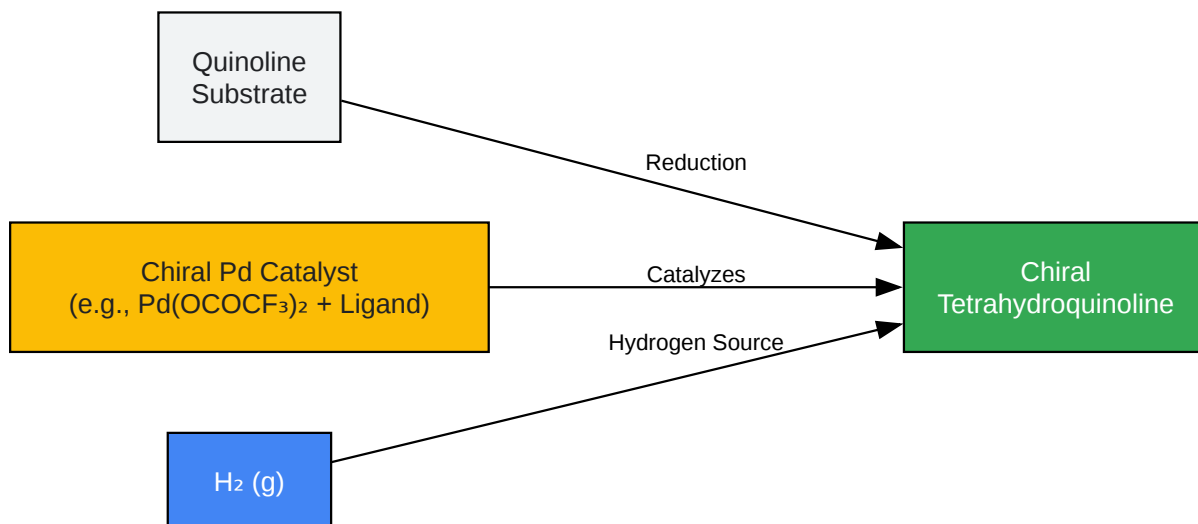 Quinoline
Substrate
Reduction
Chiral Pd Catalyst
(e.g., Pd(OCOCF₃)₂ + Ligand)
Catalyzes
Chiral
Tetrahydroquinoline
Hydrogen Source
H₂ (g)